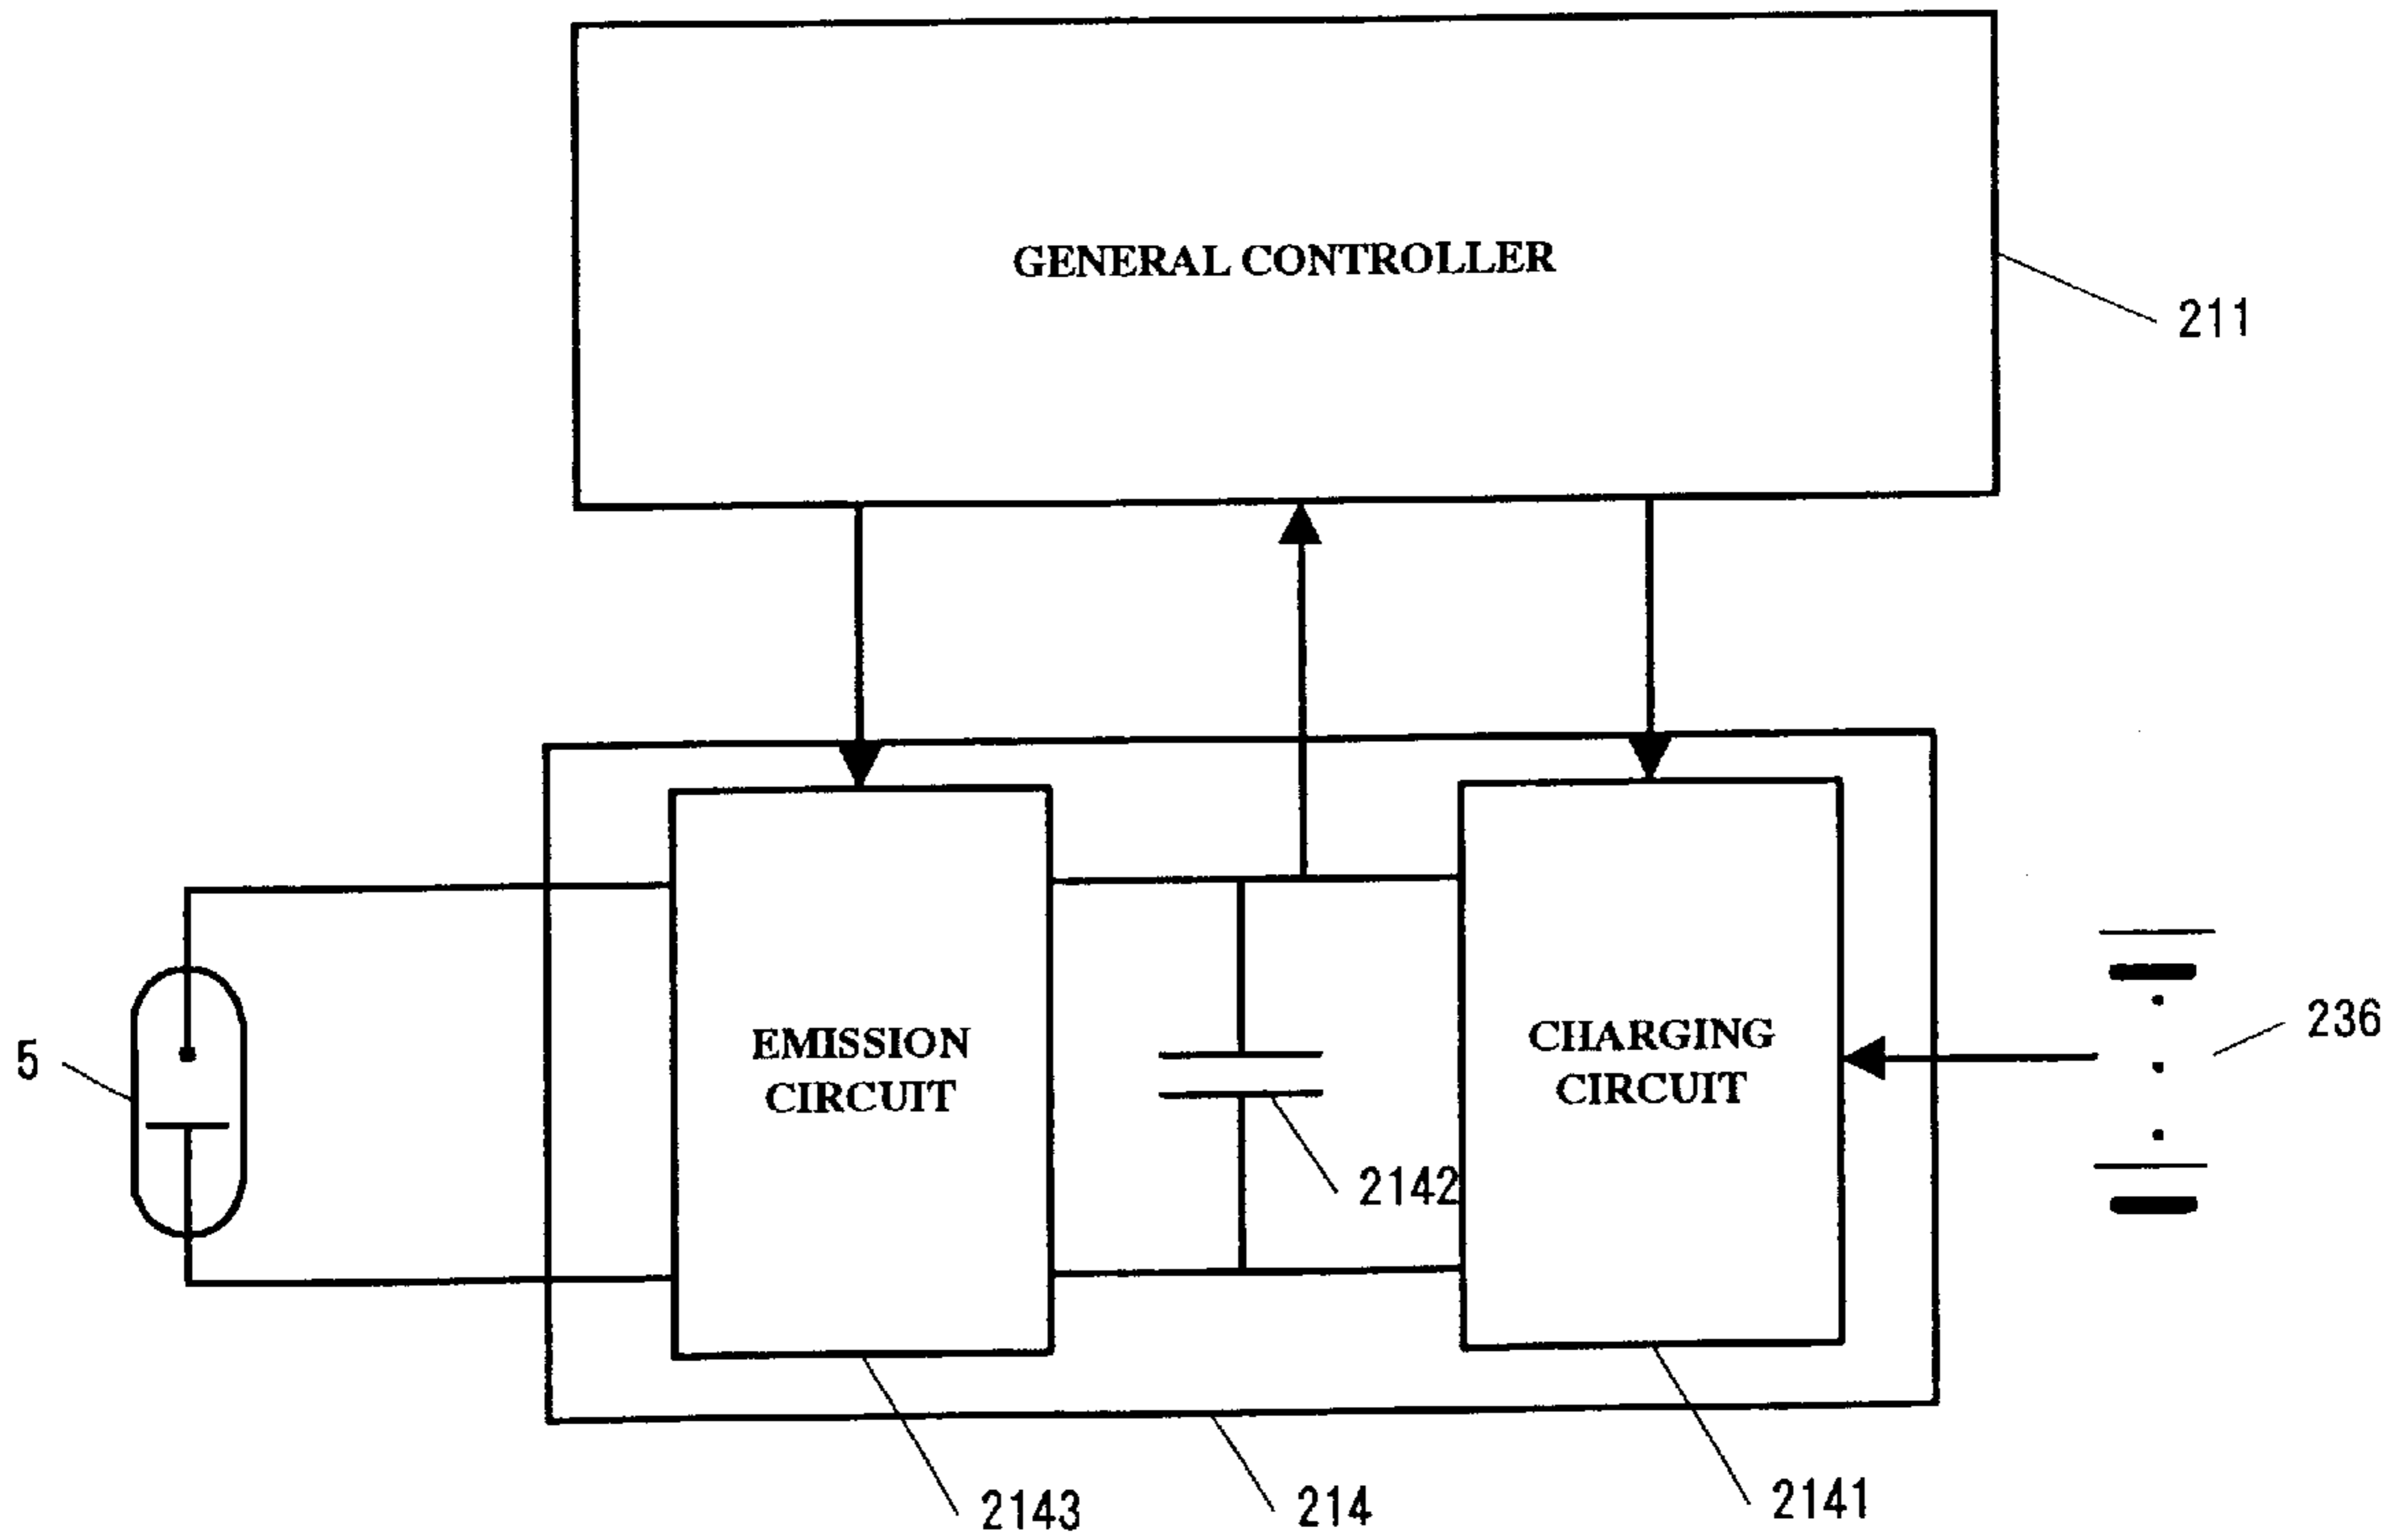 GENERAL CONTROLLER
211
EMISSION
CIRCUIT
CHARGING
CIRCUIT
236
5
2142
2143
214
2141